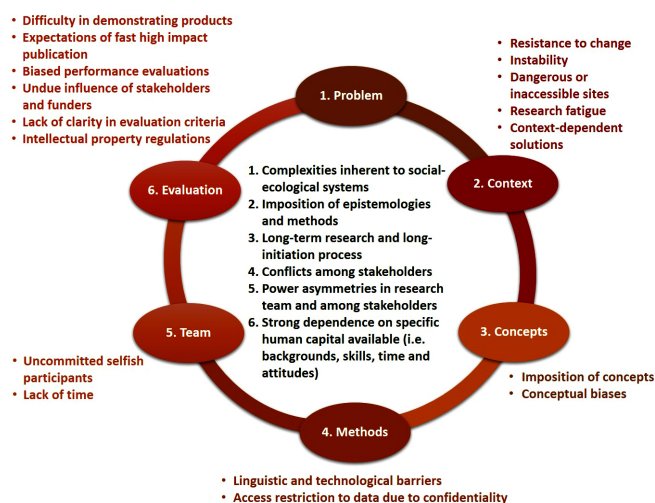 • Difficulty in demonstrating products
• Expectations of fast high impact
publication
• Biased performance evaluations
• Undue influence of stakeholders
and funders
• Lack of clarity in evaluation criteria
• Intellectual property regulations
1. Problem
• Resistance to change
• Instability
• Dangerous or
inaccessible sites
• Research fatigue
• Context-dependent
solutions
6. Evaluation
2. Context
1. Complexities inherent to social-
ecological systems
2. Imposition of epistemologies
and methods
3. Long-term research and long-
initiation process
4. Conflicts among stakeholders
5. Power asymmetries in research
team and among stakeholders
6. Strong dependence on specific
human capital available (i.e.
backgrounds, skills, time and
attitudes)
5. Team
3. Concepts
• Uncommitted selfish
participants
• Lack of time
• Imposition of concepts
• Conceptual biases
4. Methods
• Linguistic and technological barriers
• Access restriction to data due to confidentiality